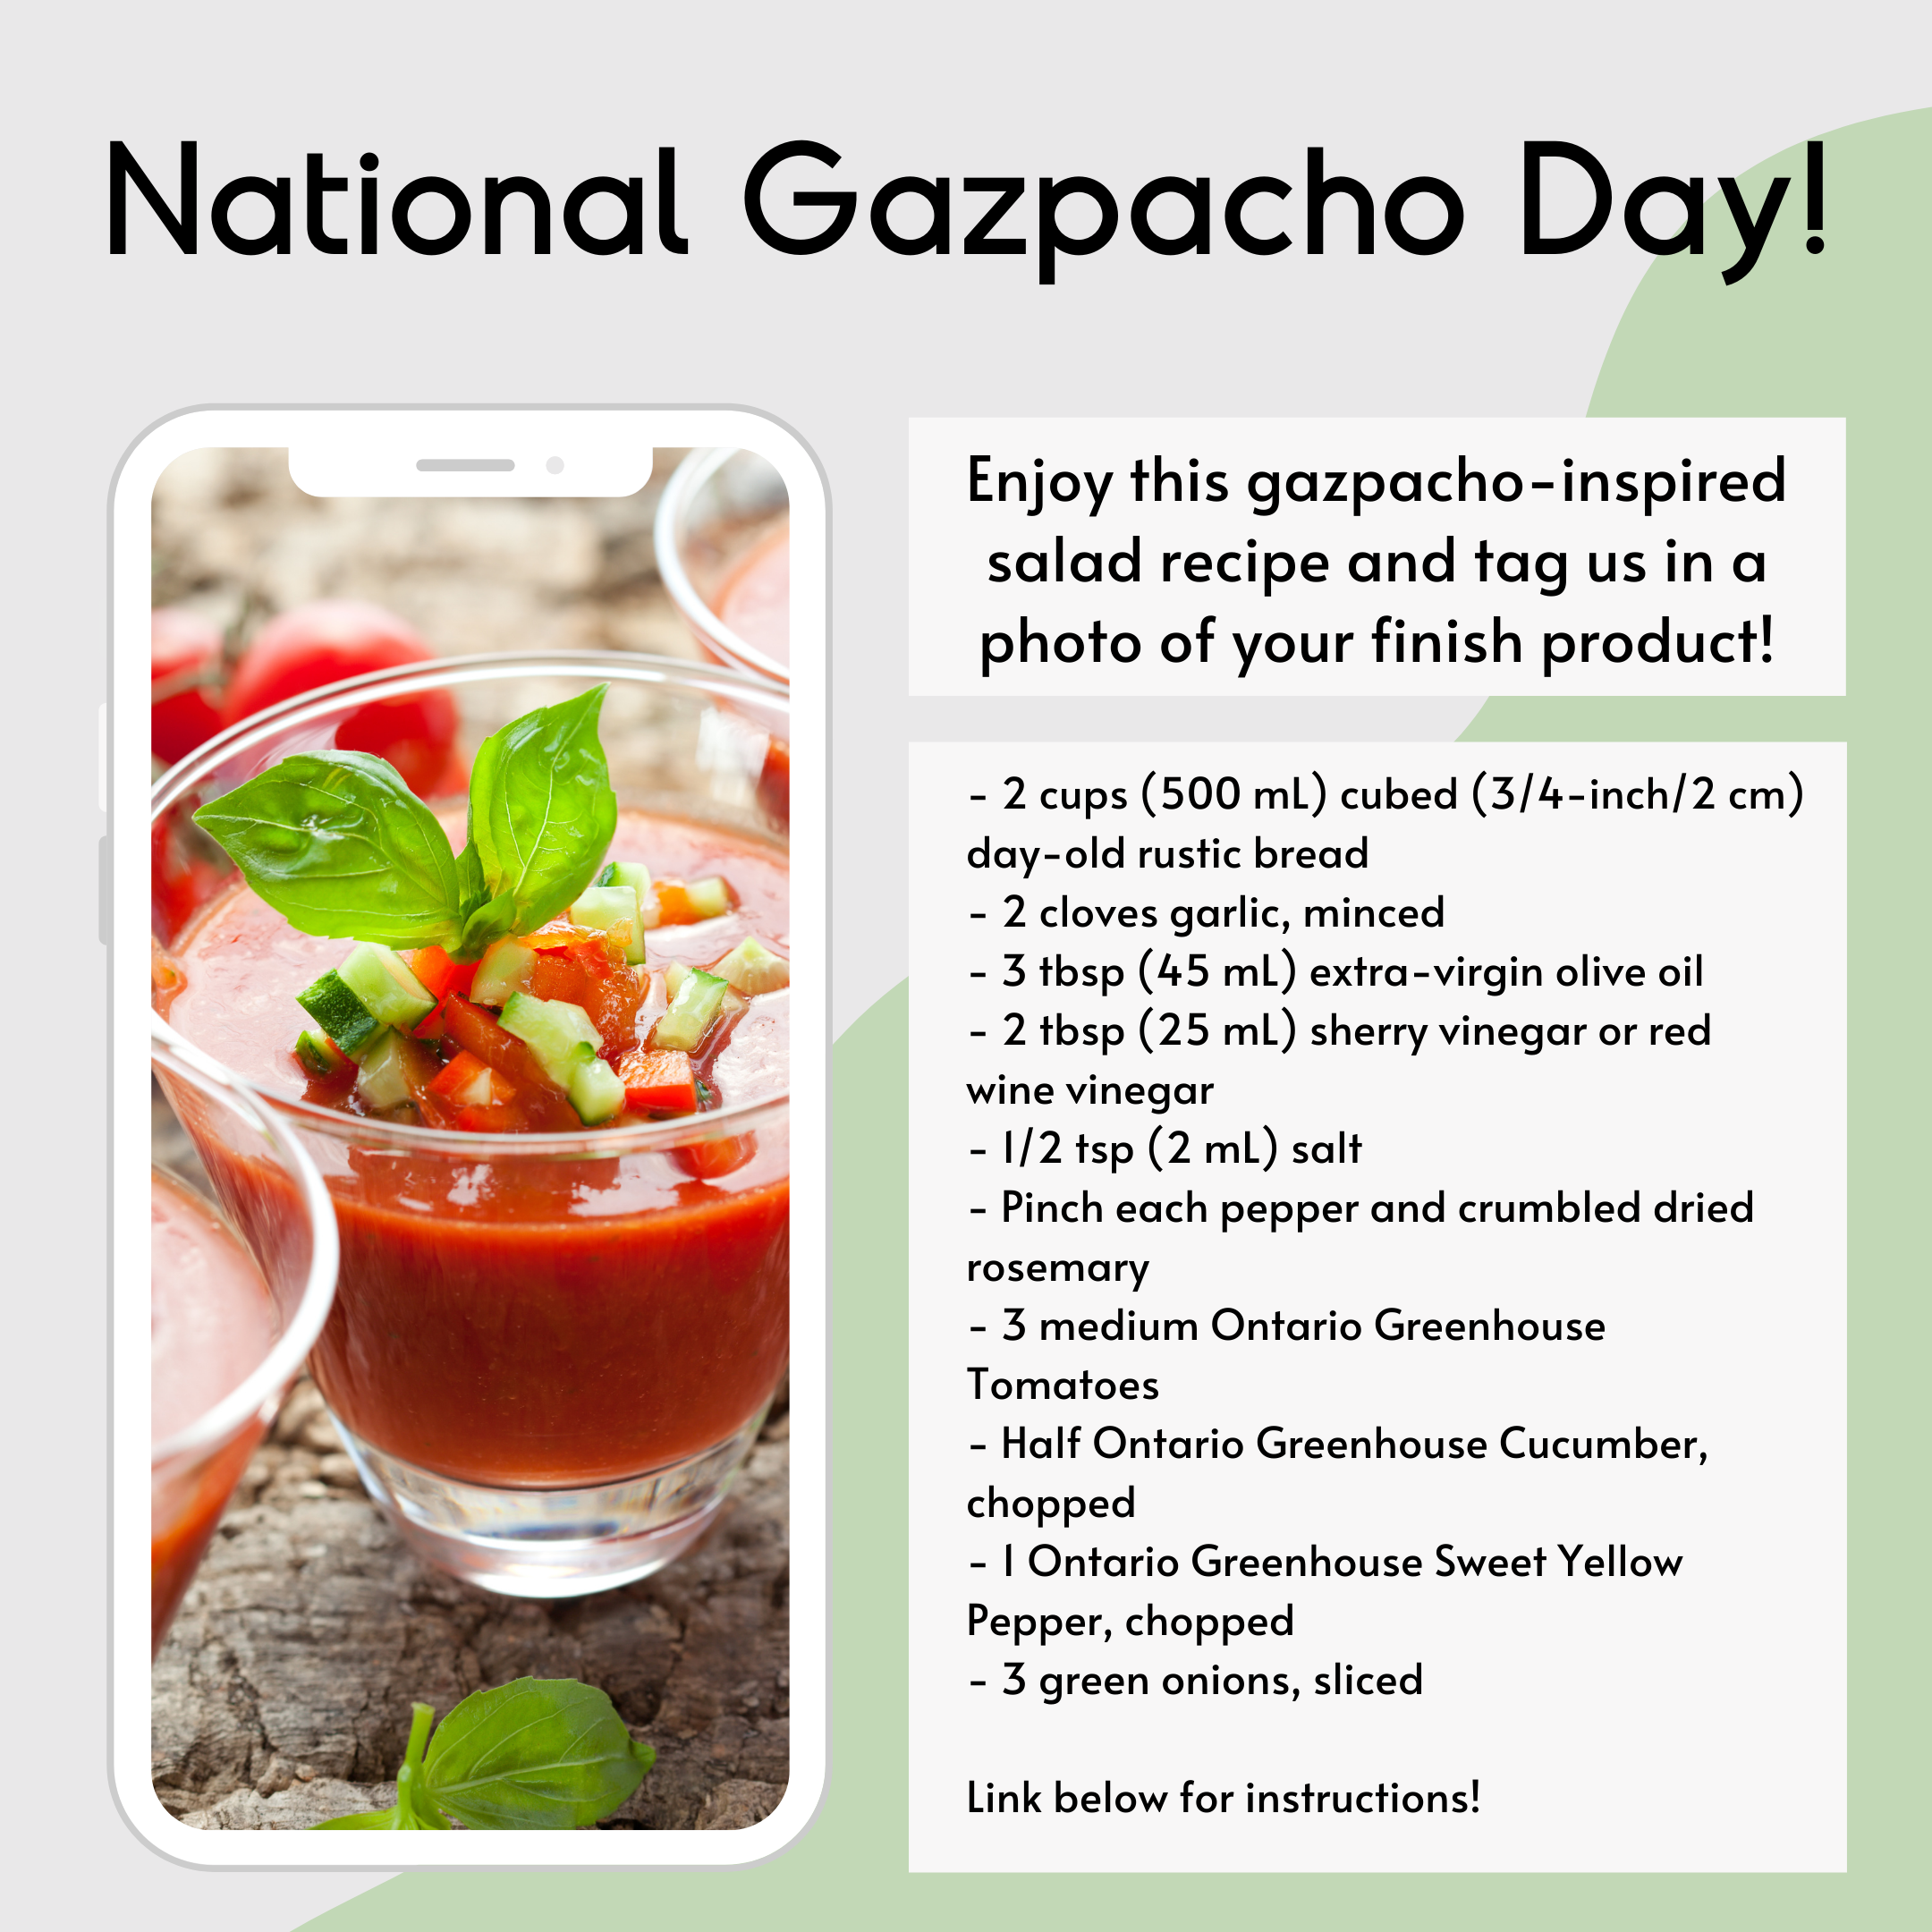 National Gazpacho Day!
Enjoy this gazpacho-inspired
salad recipe and tag us in a
photo of your finish product!
- 2 cups (500 mL) cubed (3/4-inch/2 cm)
day-old rustic bread
- 2 cloves garlic, minced
- 3 tbsp (45 mL) extra-virgin olive oil
- 2 tbsp (25 mL) sherry vinegar or red
wine vinegar
- 1/2 tsp (2 mL) salt
- Pinch each pepper and crumbled dried
rosemary
- 3 medium Ontario Greenhouse
Tomatoes
- Half Ontario Greenhouse Cucumber,
chopped
- 1 Ontario Greenhouse Sweet Yellow
Pepper, chopped
- 3 green onions, sliced
Link below for instructions!